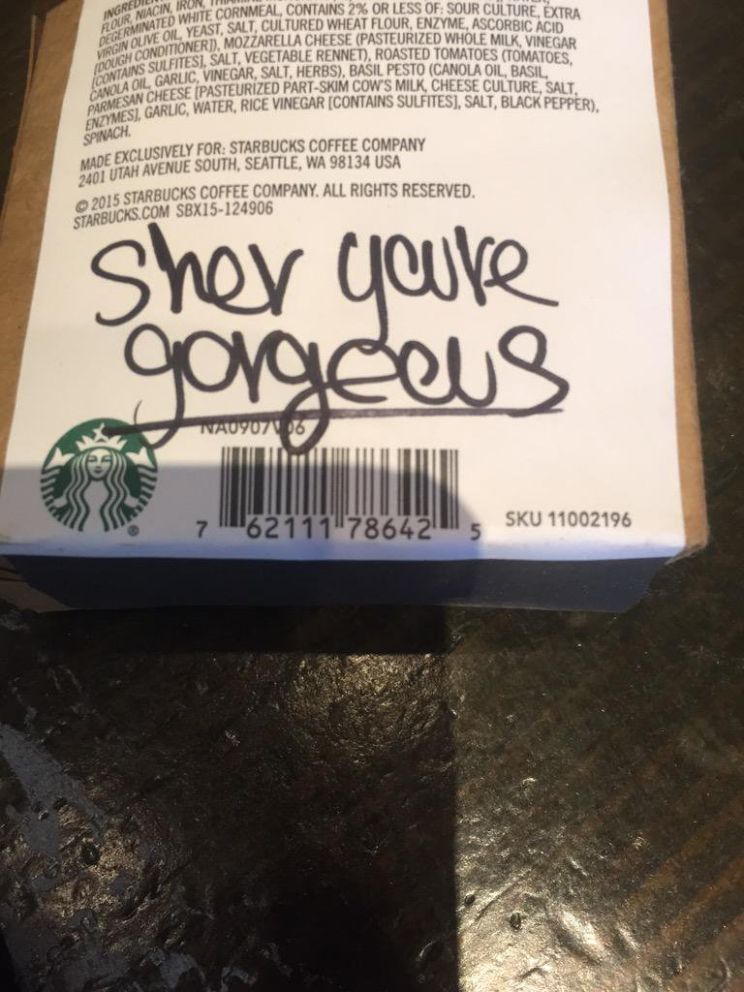 FLOUR, NIACIN, IRON,
DEGERMINATED WHITE CORNMEAL, CONTAINS 2% OR LESS OF: SOUR CULTURE, EXTRA
VIRGIN OLIVE OIL, YEAST, SALT, CULTURED WHEAT FLOUR, ENZYME, ASCORBIC ACID
[DOUGH CONDITIONER]), MOZZARELLA CHEESE (PASTEURIZED WHOLE MILK, VINEGAR
[CONTAINS SULFITES], SALT, VEGETABLE RENNET), ROASTED TOMATOES (TOMATOES,
CANOLA OIL, GARLIC, VINEGAR, SALT, HERBS), BASIL PESTO (CANOLA OIL, BASIL,
PARMESAN CHEESE [PASTEURIZED PART-SKIM COW'S MILK, CHEESE CULTURE, SALT,
ENZYMES], GARLIC, WATER, RICE VINEGAR [CONTAINS SULFITES], SALT, BLACK PEPPER),
SPINACH.
MADE EXCLUSIVELY FOR: STARBUCKS COFFEE COMPANY
2401 UTAH AVENUE SOUTH, SEATTLE, WA 98134 USA
© 2015 STARBUCKS COFFEE COMPANY. ALL RIGHTS RESERVED.
STARBUCKS.COM SBX15-124906
Sher you're
gorgeous
NA0907V06
7 62111 78642 5
SKU 11002196